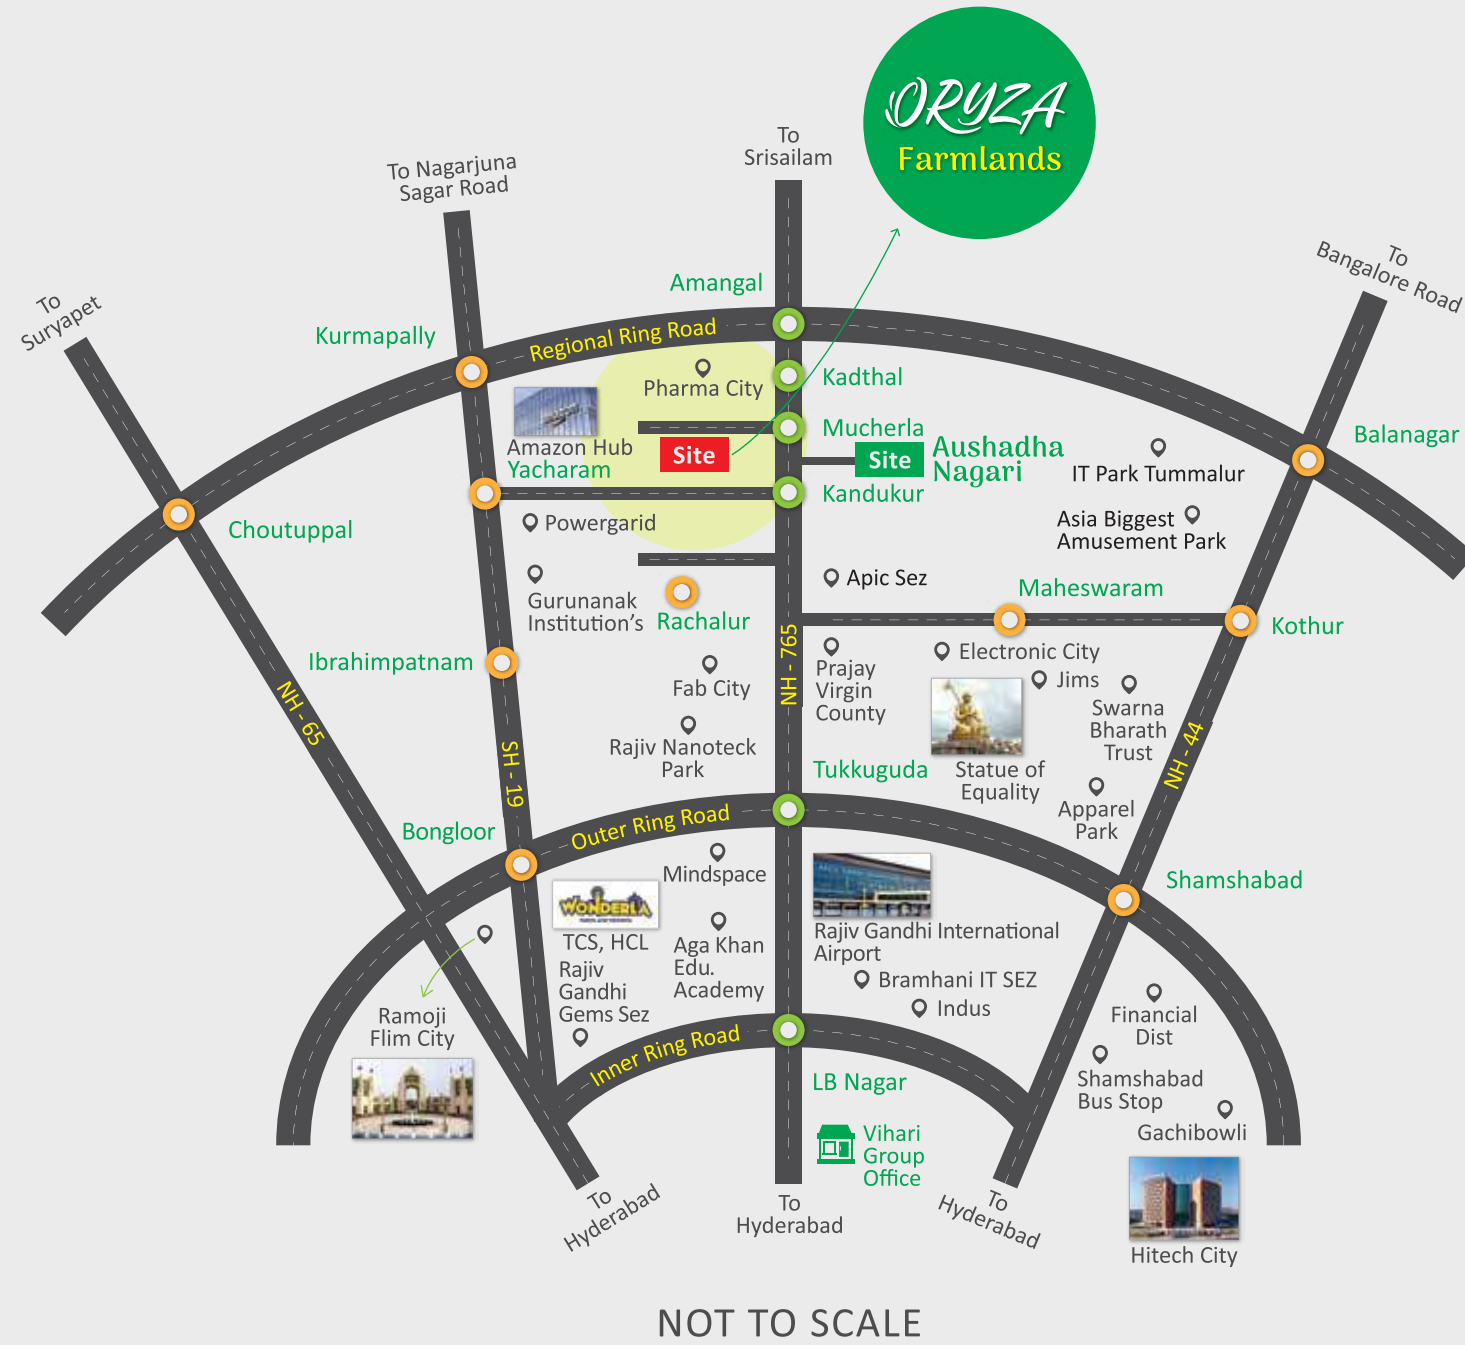 ORYZA
Farmlands
To
Srisailam
To Nagarjuna
Sagar Road
To
Bangalore Road
To
Suryapet
Amangal
Kurmapally
Regional Ring Road
Pharma City
Kadthal
Amazon Hub
Yacharam
Site
Mucherla
Site
Aushadha
Nagari
Balanagar
IT Park Tummalur
Kandukur
Powergarid
Asia Biggest
Amusement Park
Choutuppal
Apic Sez
Maheswaram
Gurunanak
Institution's
Rachalur
Kothur
NH - 765
Ibrahimpatnam
Fab City
Prajay
Virgin
County
Electronic City
Jims
Swarna
Bharath
Trust
NH - 65
Rajiv Nanoteck
Park
SH - 19
NH - 44
Tukkuguda
Statue of
Equality
Apparel
Park
Bongloor
Outer Ring Road
Mindspace
Shamshabad
WONDERLA
TCS, HCL
Rajiv
Gandhi
Gems Sez
Aga Khan
Edu.
Academy
Rajiv Gandhi International
Airport
Bramhani IT SEZ
Indus
Ramoji
Flim City
Financial
Dist
Inner Ring Road
LB Nagar
Shamshabad
Bus Stop
Gachibowli
Vihari
Group
Office
To
Hyderabad
To
Hyderabad
To
Hyderabad
Hitech City
NOT TO SCALE